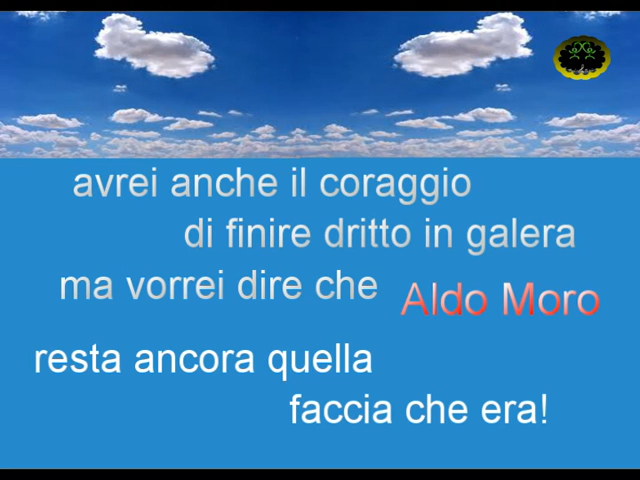 avrei anche il coraggio
di finire dritto in galera
ma vorrei dire che Aldo Moro
resta ancora quella
faccia che era!